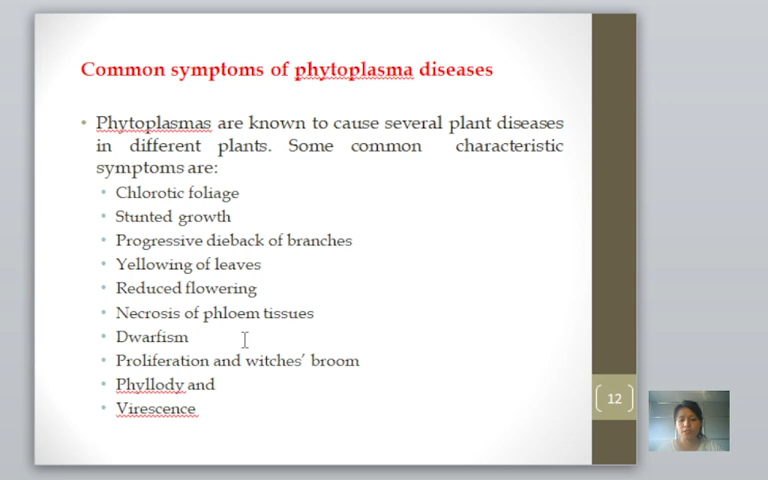 Common symptoms of phytoplasma diseases
• Phytoplasmas are known to cause several plant diseases
in different plants. Some common characteristic
symptoms are:
• Chlorotic foliage
• Stunted growth
• Progressive dieback of branches
• Yellowing of leaves
• Reduced flowering
• Necrosis of phloem tissues
• Dwarfism
• Proliferation and witches’ broom
• Phyllody and
• Virescence
12